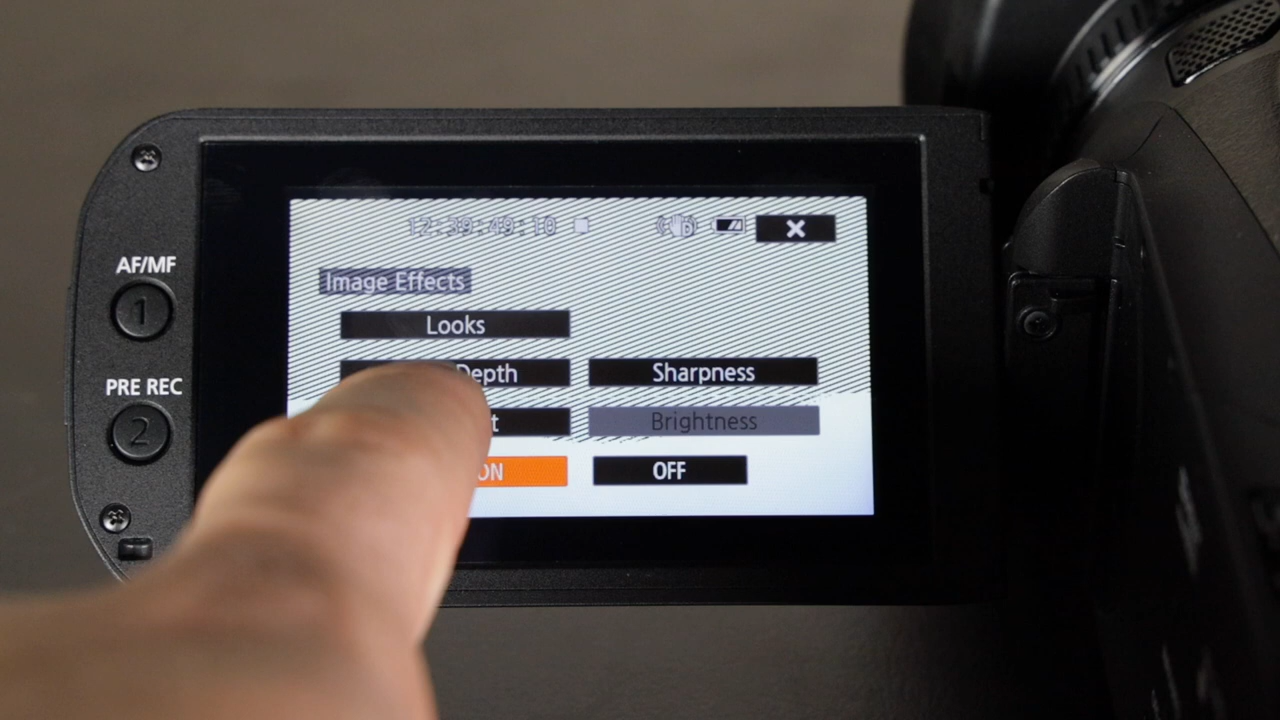 AF/MF
1
PRE REC
2
12:39:49:10
×
Image Effects
Looks
Depth Sharpness
t Brightness
ON OFF